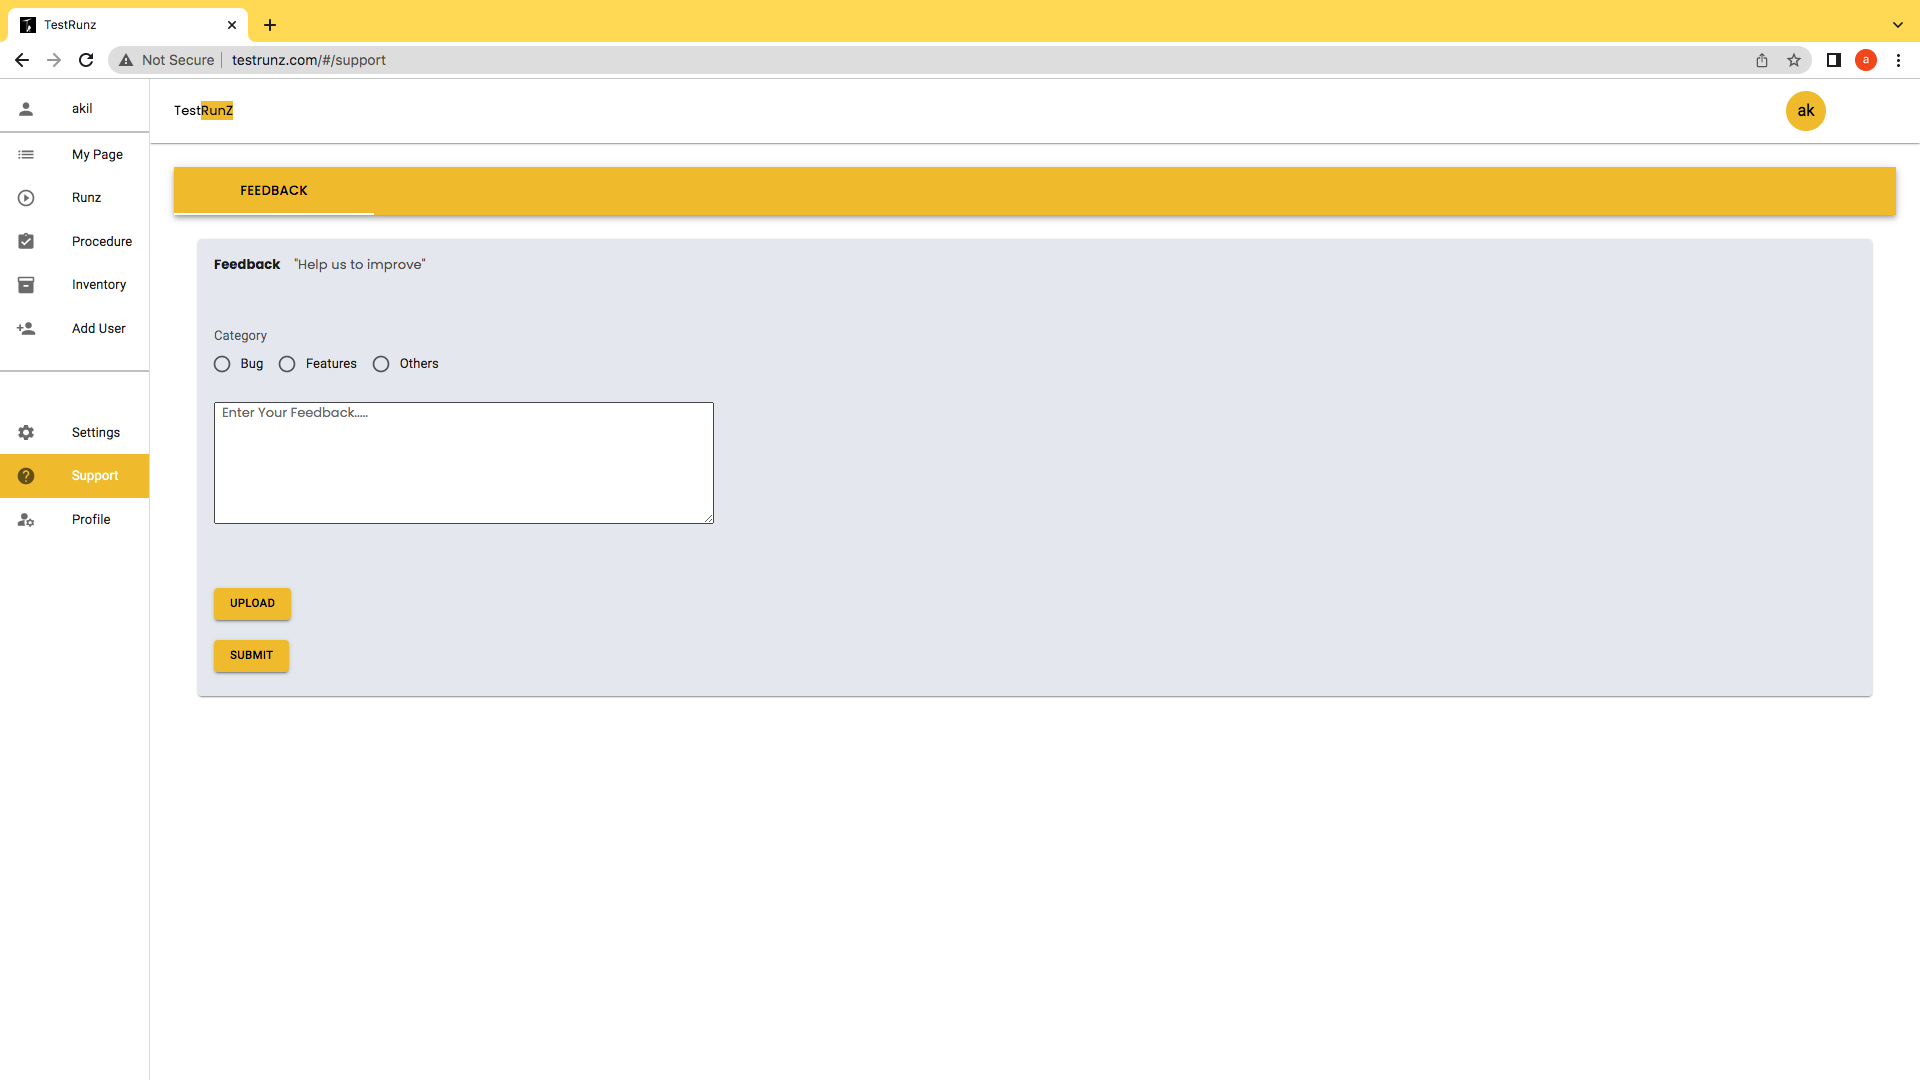 TestRunz
Not Secure
testrunz.com/#/support
a
akil
My Page
Runz
Procedure
Inventory
Add User
Settings
Support
Profile
TestRunZ
ak
FEEDBACK
Feedback "Help us to improve"
Category
Bug Features Others
Enter Your Feedback.....
UPLOAD
SUBMIT